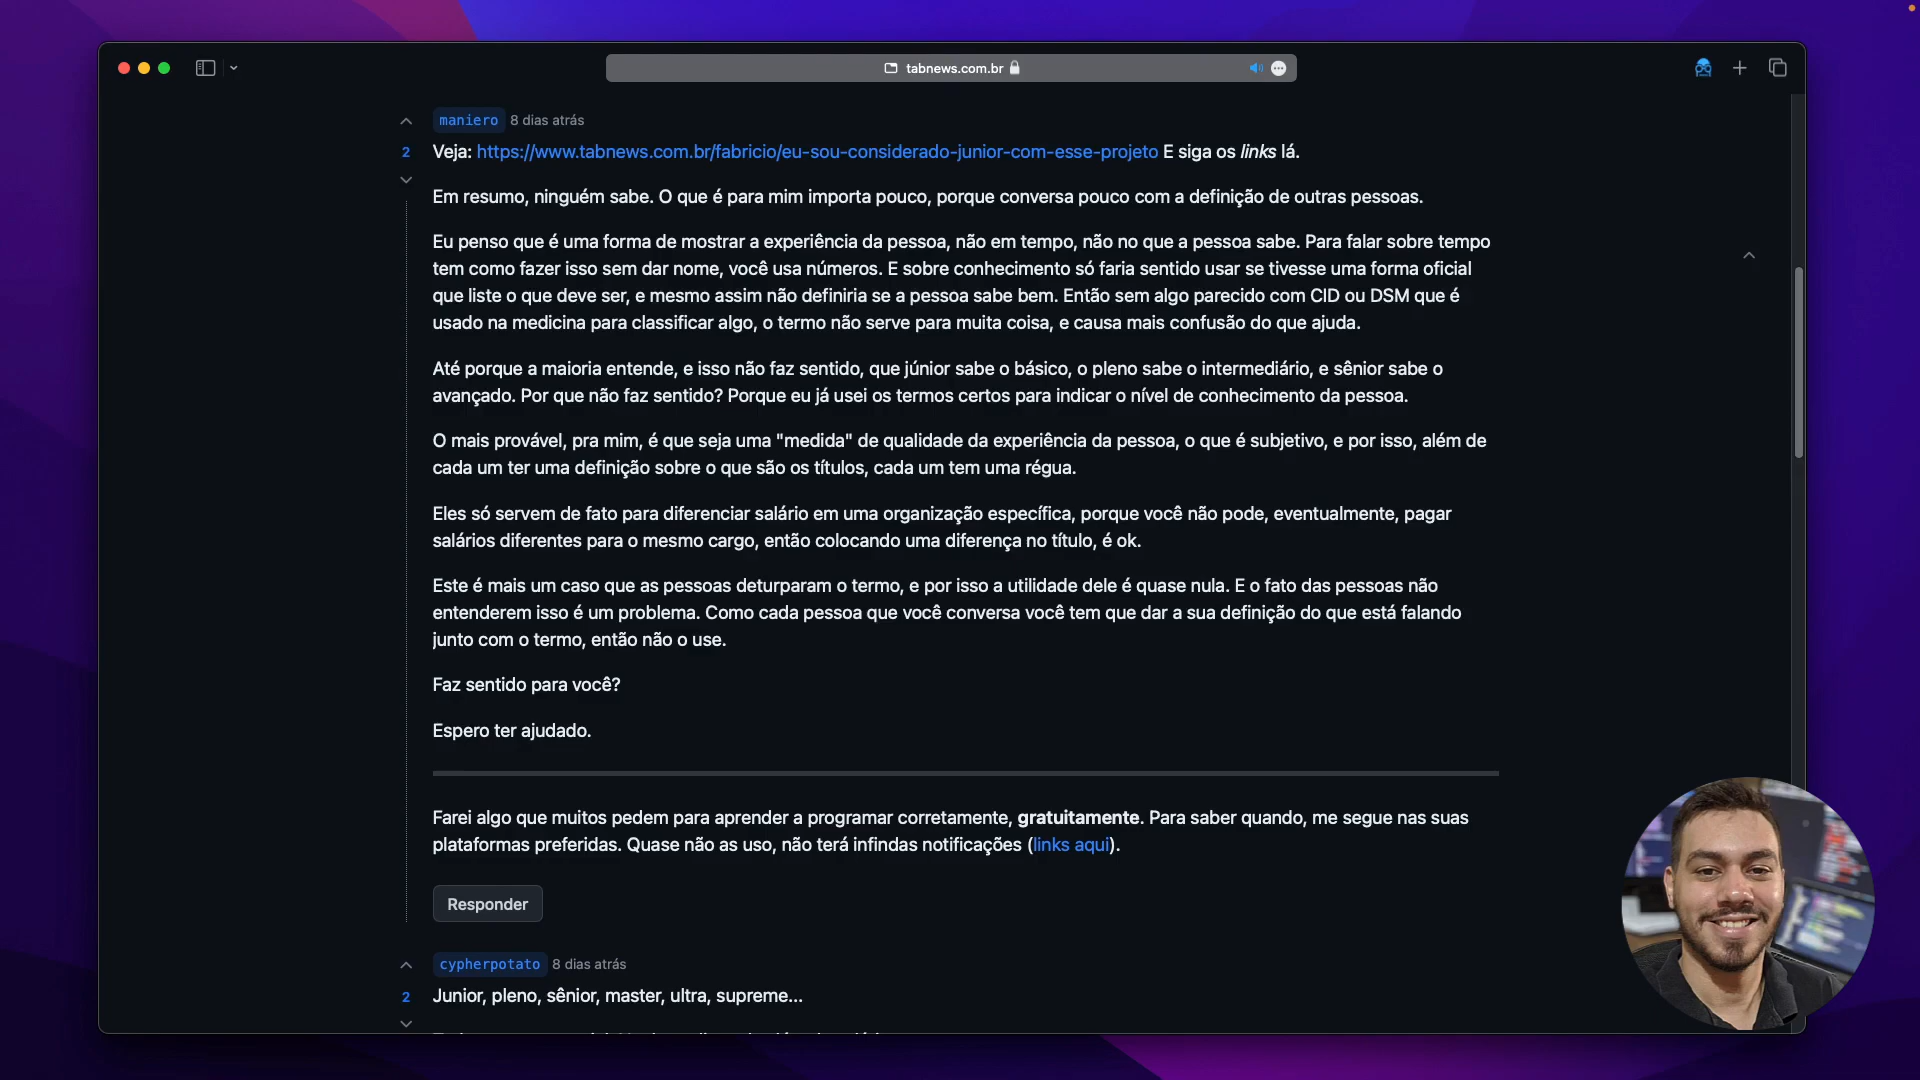 tabnews.com.br
maniero 8 dias atrás
2
Veja: https://www.tabnews.com.br/fabricio/eu-sou-considerado-junior-com-esse-projeto E siga os links lá.
Em resumo, ninguém sabe. O que é para mim importa pouco, porque conversa pouco com a definição de outras pessoas.
Eu penso que é uma forma de mostrar a experiência da pessoa, não em tempo, não no que a pessoa sabe. Para falar sobre tempo
tem como fazer isso sem dar nome, você usa números. E sobre conhecimento só faria sentido usar se tivesse uma forma oficial
que liste o que deve ser, e mesmo assim não definiria se a pessoa sabe bem. Então sem algo parecido com CID ou DSM que é
usado na medicina para classificar algo, o termo não serve para muita coisa, e causa mais confusão do que ajuda.
Até porque a maioria entende, e isso não faz sentido, que júnior sabe o básico, o pleno sabe o intermediário, e sênior sabe o
avançado. Por que não faz sentido? Porque eu já usei os termos certos para indicar o nível de conhecimento da pessoa.
O mais provável, pra mim, é que seja uma "medida" de qualidade da experiência da pessoa, o que é subjetivo, e por isso, além de
cada um ter uma definição sobre o que são os títulos, cada um tem uma régua.
Eles só servem de fato para diferenciar salário em uma organização específica, porque você não pode, eventualmente, pagar
salários diferentes para o mesmo cargo, então colocando uma diferença no título, é ok.
Este é mais um caso que as pessoas deturparam o termo, e por isso a utilidade dele é quase nula. E o fato das pessoas não
entenderem isso é um problema. Como cada pessoa que você conversa você tem que dar a sua definição do que está falando
junto com o termo, então não o use.
Faz sentido para você?
Espero ter ajudado.
Farei algo que muitos pedem para aprender a programar corretamente, gratuitamente. Para saber quando, me segue nas suas
plataformas preferidas. Quase não as uso, não terá infindas notificações (links aqui).
Responder
cypherpotato 8 dias atrás
2
Junior, pleno, sênior, master, ultra, supreme...